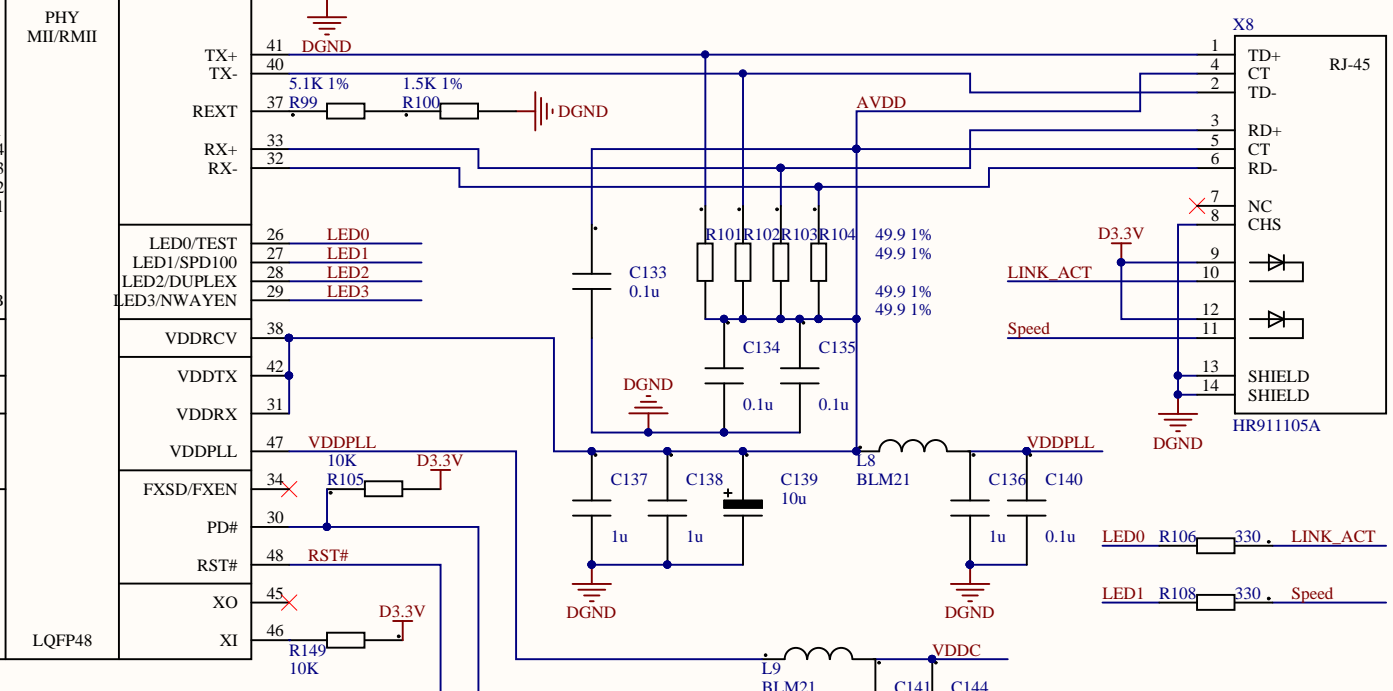 PHY
MII/RMII
X8
RJ-45
DGND
TX+ 41
TX- 40
5.1K 1% 1.5K 1%
REXT 37 R99 R100 DGND
AVDD
RX+ 33
RX- 32
1 TD+
4 CT
2 TD-
3 RD+
5 CT
6 RD-
7 NC
8 CHS
D3.3V
9
LINK_ACT 10
12
Speed 11
13 SHIELD
14 SHIELD
DGND
HR911105A
R101 R102 R103 R104 49.9 1%
49.9 1%
49.9 1%
49.9 1%
C133
0.1u
LED0/TEST 26 LED0
LED1/SPD100 27 LED1
LED2/DUPLEX 28 LED2
LED3/NWAYEN 29 LED3
VDDRCV 38
C134 C135
0.1u 0.1u
DGND
VDDTX 42
VDDRX 31
VDDPLL 47 VDDPLL
10K
R105 D3.3V
FXSD/FXEN 34
PD# 30
RST# 48 RST#
XO 45
XI 46
D3.3V
R149
10K
LQFP48
C137 C138 C139
10u
+
1u 1u
DGND
L8
BLM21
VDDPLL
C136 C140
1u 0.1u
DGND
LED0 R106 330 LINK_ACT
LED1 R108 330 Speed
L9
BLM21
VDDC
C141 C144